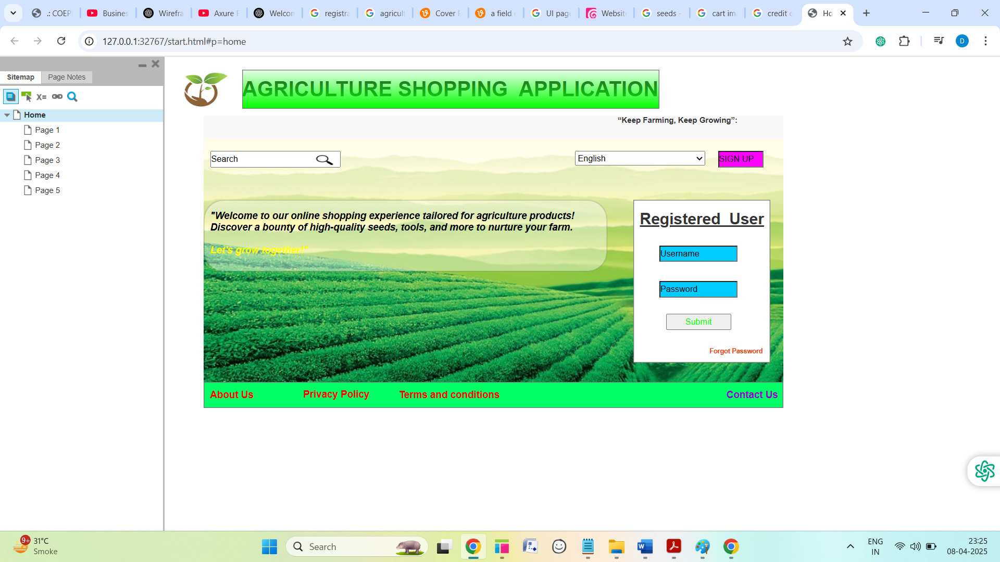 .: COEP
Busines
Wirefra
Axure F
Welcon
registra
agricult
Cover P
a field o
UI page
Website
seeds -
cart im
credit c
Ho
127.0.0.1:32767/start.html#p=home
D
Sitemap
Page Notes
X=
Home
Page 1
Page 2
Page 3
Page 4
Page 5
AGRICULTURE SHOPPING  APPLICATION
“Keep Farming, Keep Growing”:
Search
English
SIGN UP
"Welcome to our online shopping experience tailored for agriculture products!
Discover a bounty of high-quality seeds, tools, and more to nurture your farm.
Let's grow together!"
Registered  User
Username
Password
Submit
Forgot Password
About Us
Privacy Policy
Terms and conditions
Contact Us
9+
31°C
Smoke
Search
W
ENG
IN
23:25
08-04-2025